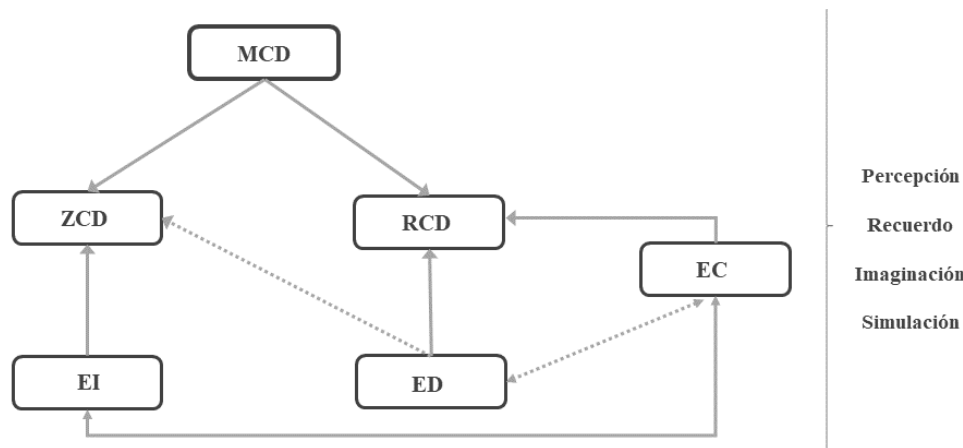 MCD
ZCD
RCD
EC
EI
ED
Percepción
Recuerdo
Imaginación
Simulación